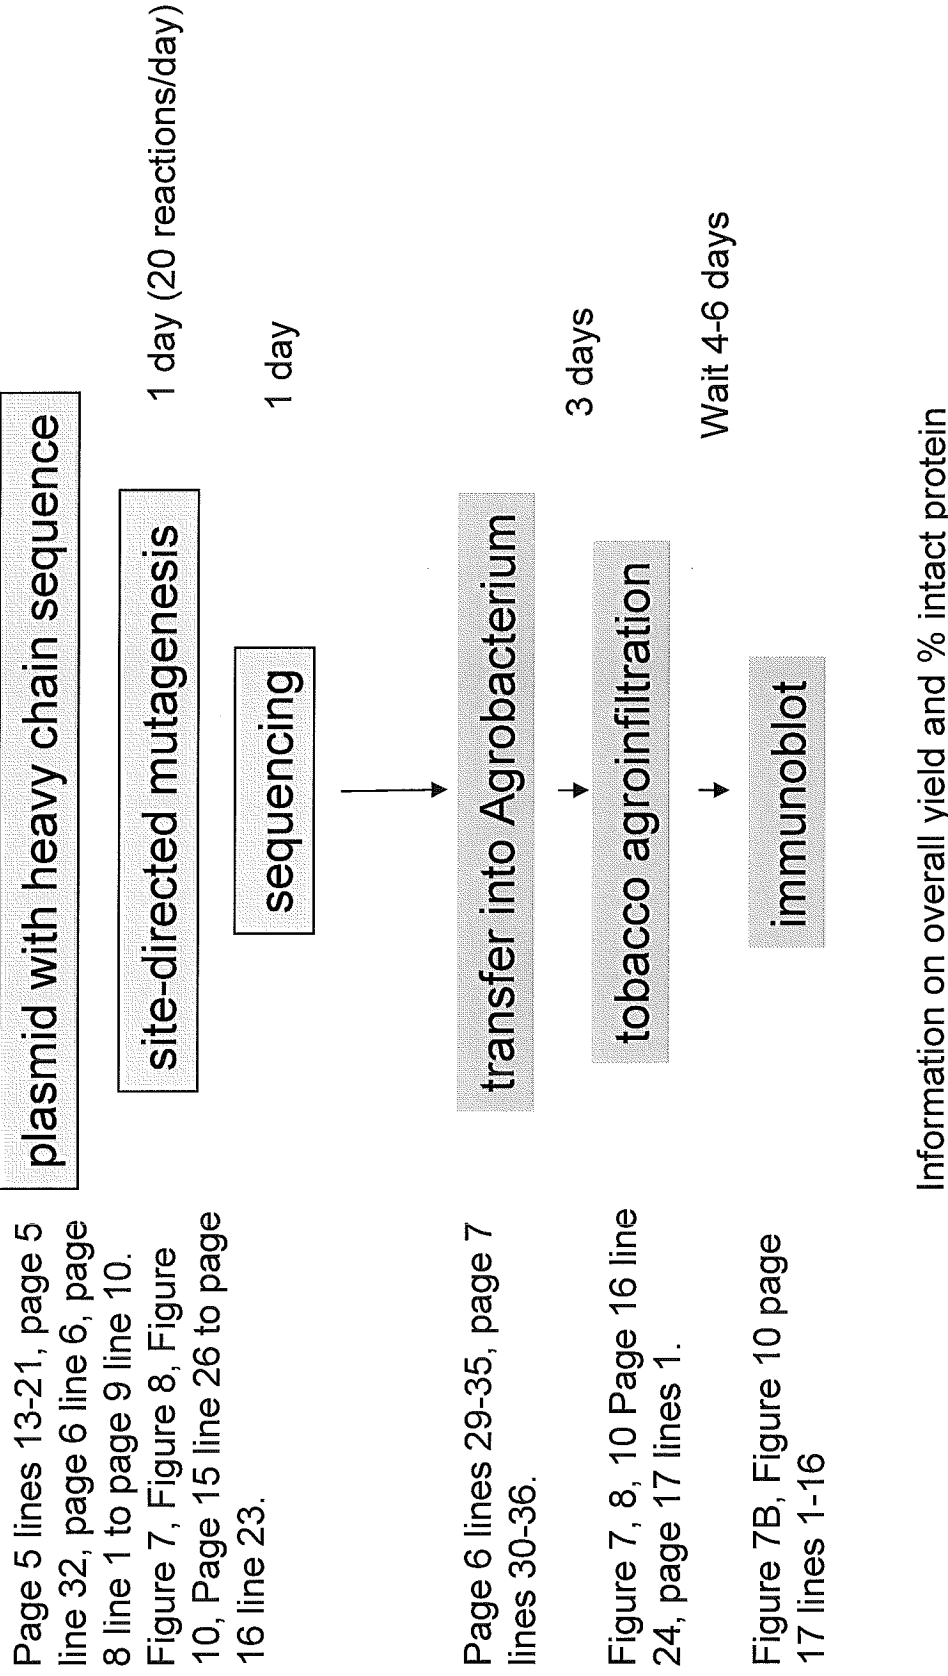 plasmid with heavy chain sequence
site-directed mutagenesis
1 day (20 reactions/day)
sequencing
1 day
transfer into Agrobacterium
3 days
tobacco agroinfiltration
Wait 4-6 days
immunoblot
Information on overall yield and % intact protein
Page 5 lines 13-21, page 5
line 32, page 6 line 6, page
8 line 1 to page 9 line 10.
Figure 7, Figure 8, Figure
10, Page 15 line 26 to page
16 line 23.
Page 6 lines 29-35, page 7
lines 30-36.
Figure 7, 8, 10 Page 16 line
24, page 17 lines 1.
Figure 7B, Figure 10 page
17 lines 1-16